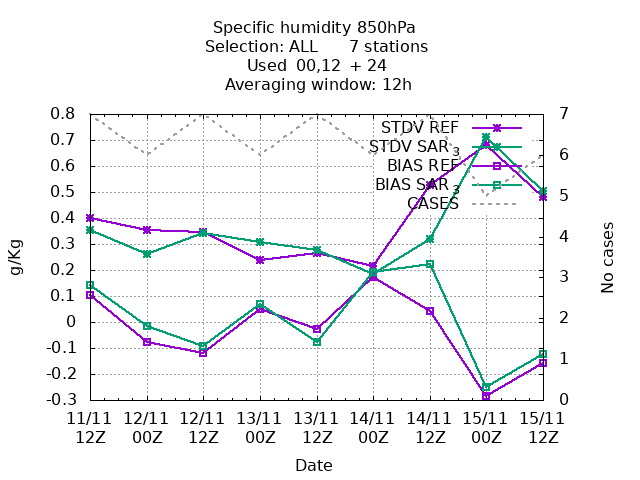 Specific humidity 850hPa
Selection: ALL 7 stations
Used 00,12 + 24
Averaging window: 12h
0.8
0.7
0.6
0.5
0.4
0.3
0.2
0.1
0
-0.1
-0.2
-0.3
g/Kg
STDV REF
STDV SAR3
BIAS REF
BIAS SAR3
CASES
7
6
5
4
3
2
1
0
No cases
11/11 12/11 12/11 13/11 13/11 14/11 14/11 15/11 15/11
12Z 00Z 12Z 00Z 12Z 00Z 12Z 00Z 12Z
Date